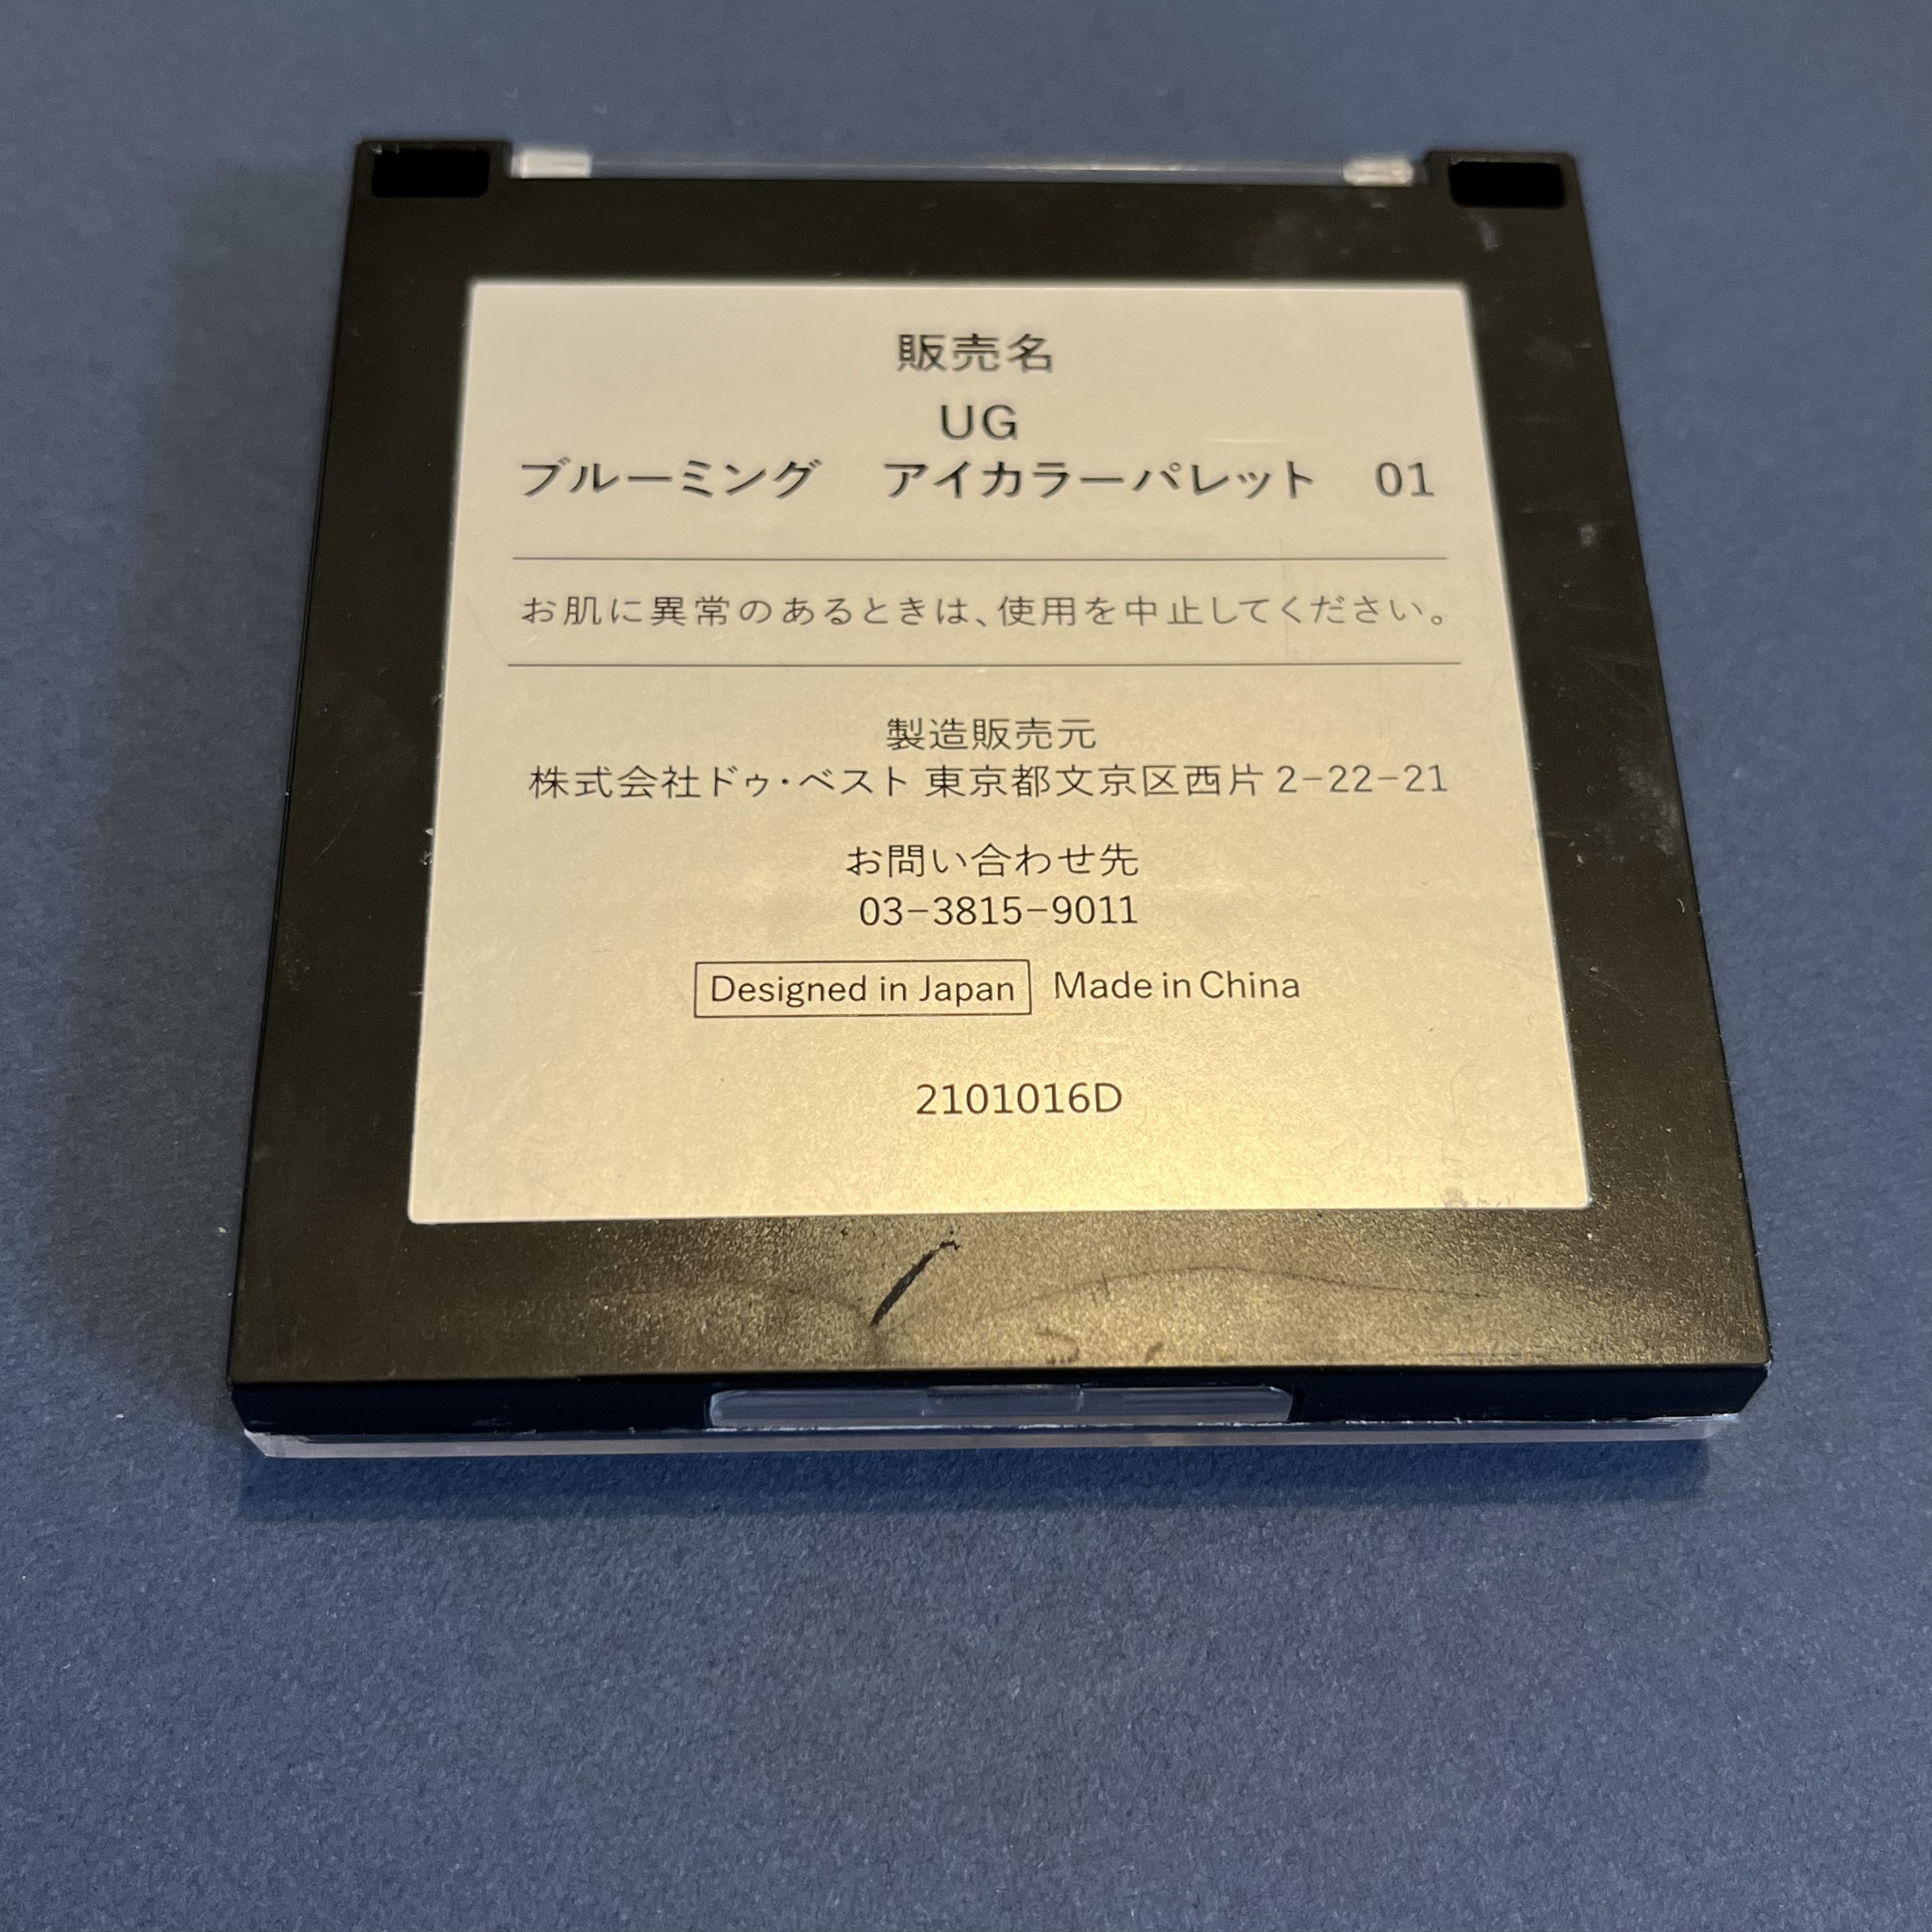 販売名
UG
ブルーミング　アイカラーパレット　01
お肌に異常のあるときは、使用を中止してください。
製造販売元
株式会社ドゥ・ベスト 東京都文京区西片2-22-21
お問い合わせ先
03-3815-9011
Designed in Japan Made in China
2101016D